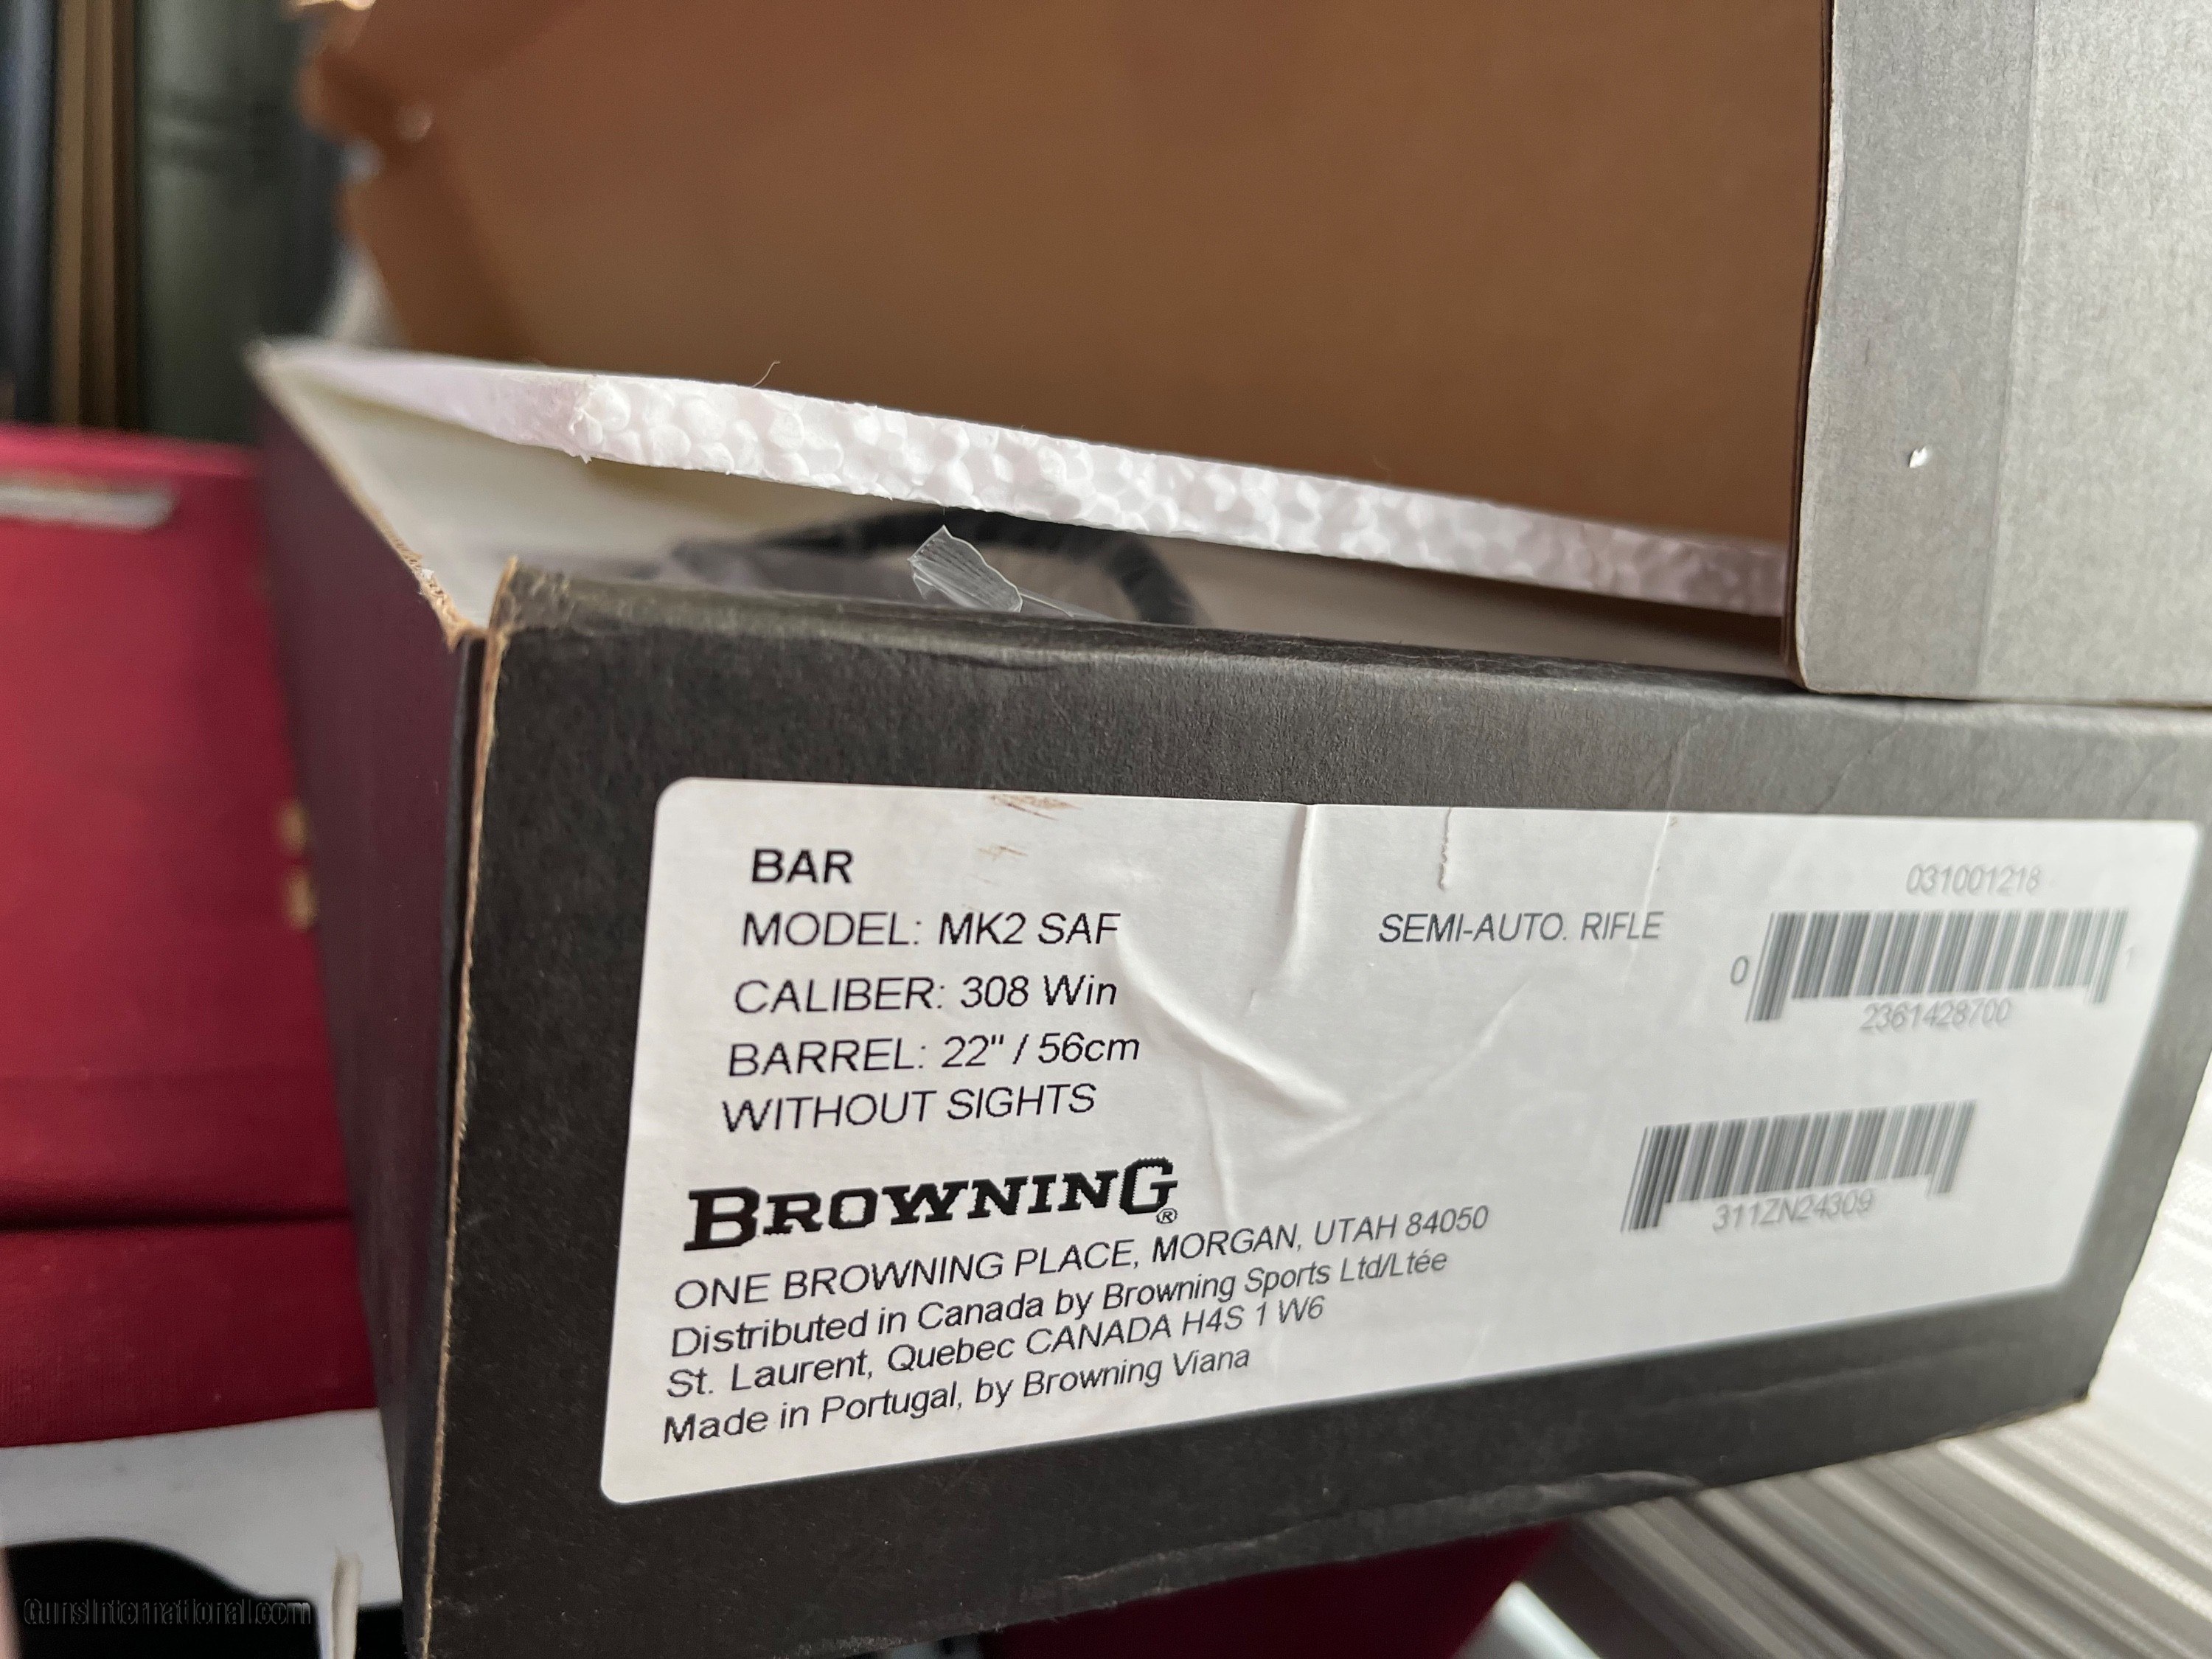 BAR
MODEL: MK2 SAF SEMI-AUTO. RIFLE
CALIBER: 308 Win
BARREL: 22" / 56cm
WITHOUT SIGHTS
BROWNING®
ONE BROWNING PLACE, MORGAN, UTAH 84050
Distributed in Canada by Browning Sports Ltd/Ltée
St. Laurent, Quebec CANADA H4S 1 W6
Made in Portugal, by Browning Viana
031001218
0 2361428700 1
311ZN24309
GunsInternational.com